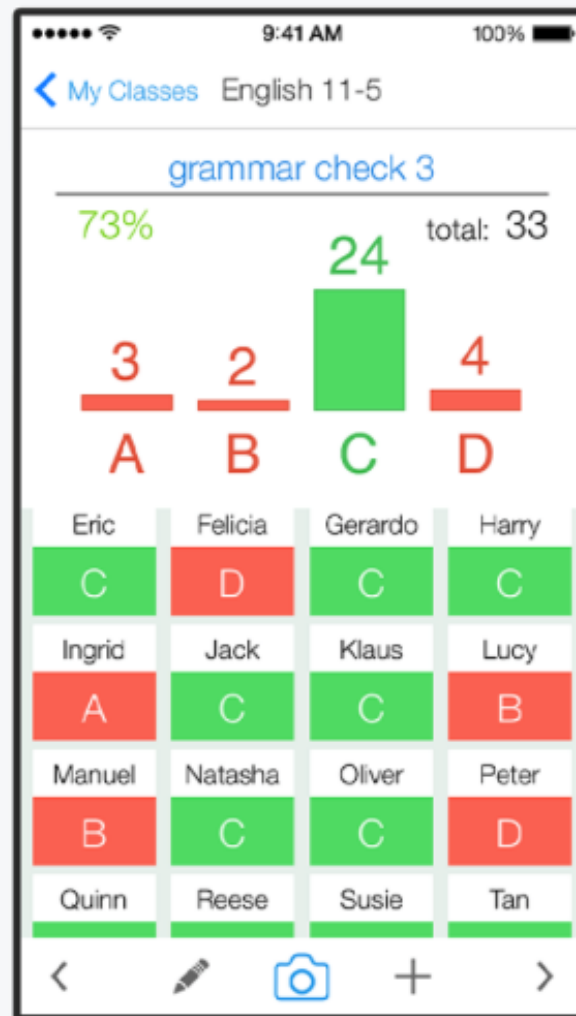 9:41 AM 100%
My Classes English 11-5
grammar check 3
73% total: 33
24
3 2 4
A B C D
Eric Felicia Gerardo Harry
C D C C
Ingrid Jack Klaus Lucy
A C C B
Manuel Natasha Oliver Peter
B C C D
Quinn Reese Susie Tan